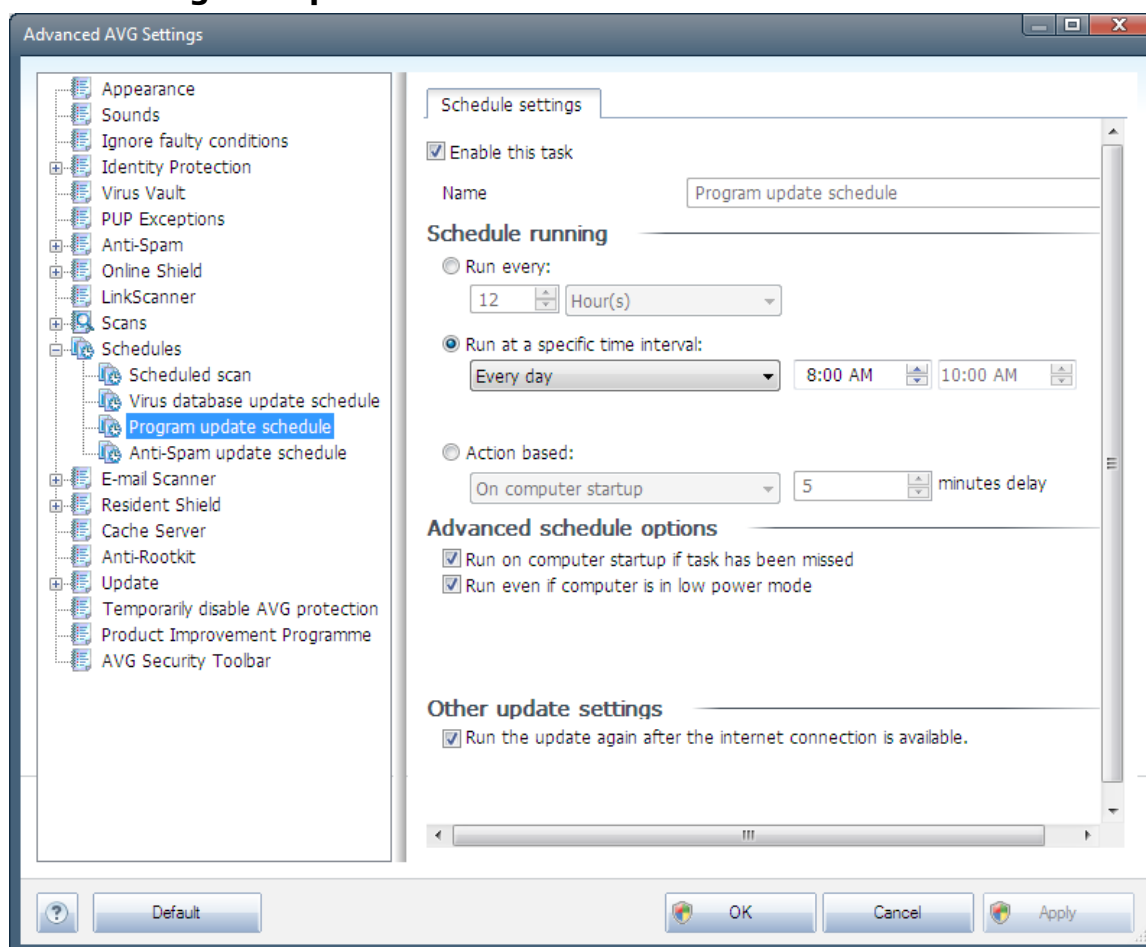 Advanced AVG Settings
Appearance
Sounds
Ignore faulty conditions
Identity Protection
Virus Vault
PUP Exceptions
Anti-Spam
Online Shield
LinkScanner
Scans
Schedules
Scheduled scan
Virus database update schedule
Program update schedule
Anti-Spam update schedule
E-mail Scanner
Resident Shield
Cache Server
Anti-Rootkit
Update
Temporarily disable AVG protection
Product Improvement Programme
AVG Security Toolbar
Schedule settings
Enable this task
Name Program update schedule
Schedule running
Run every:
12 Hour(s)
Run at a specific time interval:
Every day 8:00 AM 10:00 AM
Action based:
On computer startup 5 minutes delay
Advanced schedule options
Run on computer startup if task has been missed
Run even if computer is in low power mode
Other update settings
Run the update again after the internet connection is available.
? Default OK Cancel Apply